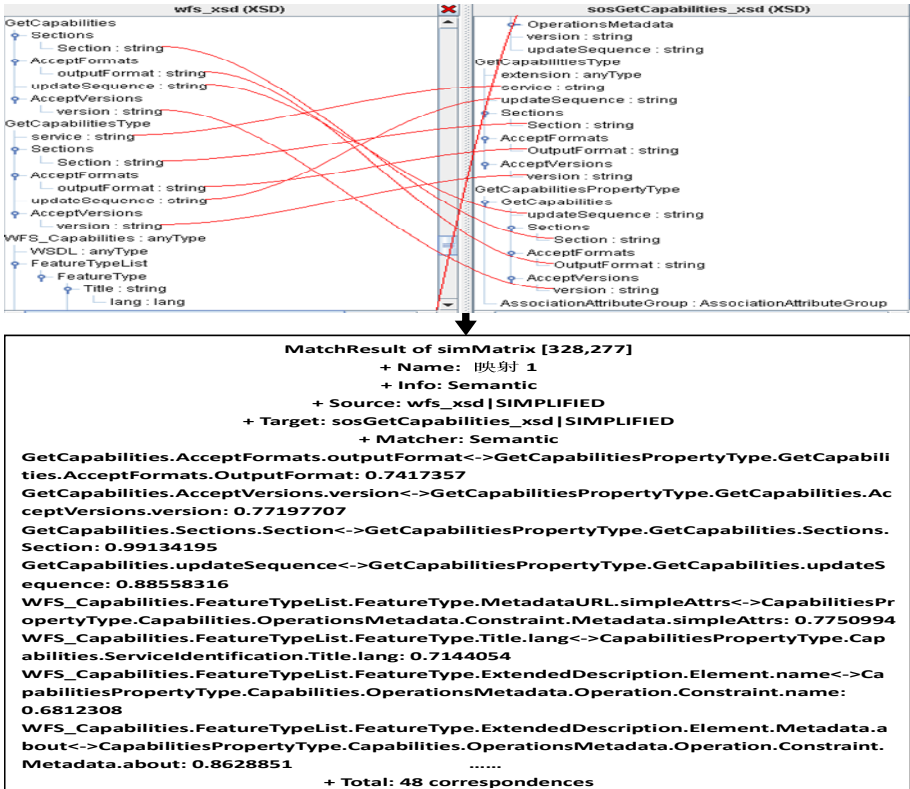 wfs_xsd (XSD)
GetCapabilities
Sections
Section : string
AcceptFormats
outputFormat : string
updateSequence : string
AcceptVersions
version : string
GetCapabilitiesType
service : string
Sections
Section : string
AcceptFormats
outputFormat : string
updateSequence : string
AcceptVersions
version : string
WFS_Capabilities : anyType
WSDL : anyType
FeatureTypeList
FeatureType
Title : string
lang : lang
sosGetCapabilities_xsd (XSD)
OperationsMetadata
version : string
updateSequence : string
GetCapabilitiesType
extension : anyType
service : string
updateSequence : string
Sections
Section : string
AcceptFormats
OutputFormat : string
AcceptVersions
version : string
GetCapabilitiesPropertyType
GetCapabilities
updateSequence : string
Sections
Section : string
AcceptFormats
OutputFormat : string
AcceptVersions
version : string
AssociationAttributeGroup : AssociationAttributeGroup
MatchResult of simMatrix [328,277]
+ Name: 映射 1
+ Info: Semantic
+ Source: wfs_xsd|SIMPLIFIED
+ Target: sosGetCapabilities_xsd|SIMPLIFIED
+ Matcher: Semantic
GetCapabilities.AcceptFormats.outputFormat<->GetCapabilitiesPropertyType.GetCapabili
ties.AcceptFormats.OutputFormat: 0.7417357
GetCapabilities.AcceptVersions.version<->GetCapabilitiesPropertyType.GetCapabilities.Ac
ceptVersions.version: 0.77197707
GetCapabilities.Sections.Section<->GetCapabilitiesPropertyType.GetCapabilities.Sections.
Section: 0.99134195
GetCapabilities.updateSequence<->GetCapabilitiesPropertyType.GetCapabilities.updateS
equence: 0.88558316
WFS_Capabilities.FeatureTypeList.FeatureType.MetadataURL.simpleAttrs<->CapabilitiesPr
opertyType.Capabilities.OperationsMetadata.Constraint.Metadata.simpleAttrs: 0.7750994
WFS_Capabilities.FeatureTypeList.FeatureType.Title.lang<->CapabilitiesPropertyType.Cap
abilities.ServiceIdentification.Title.lang: 0.7144054
WFS_Capabilities.FeatureTypeList.FeatureType.ExtendedDescription.Element.name<->Ca
pabilitiesPropertyType.Capabilities.OperationsMetadata.Operation.Constraint.name:
0.6812308
WFS_Capabilities.FeatureTypeList.FeatureType.ExtendedDescription.Element.Metadata.a
bout<->CapabilitiesPropertyType.Capabilities.OperationsMetadata.Operation.Constraint.
Metadata.about: 0.8628851 ......
+ Total: 48 correspondences